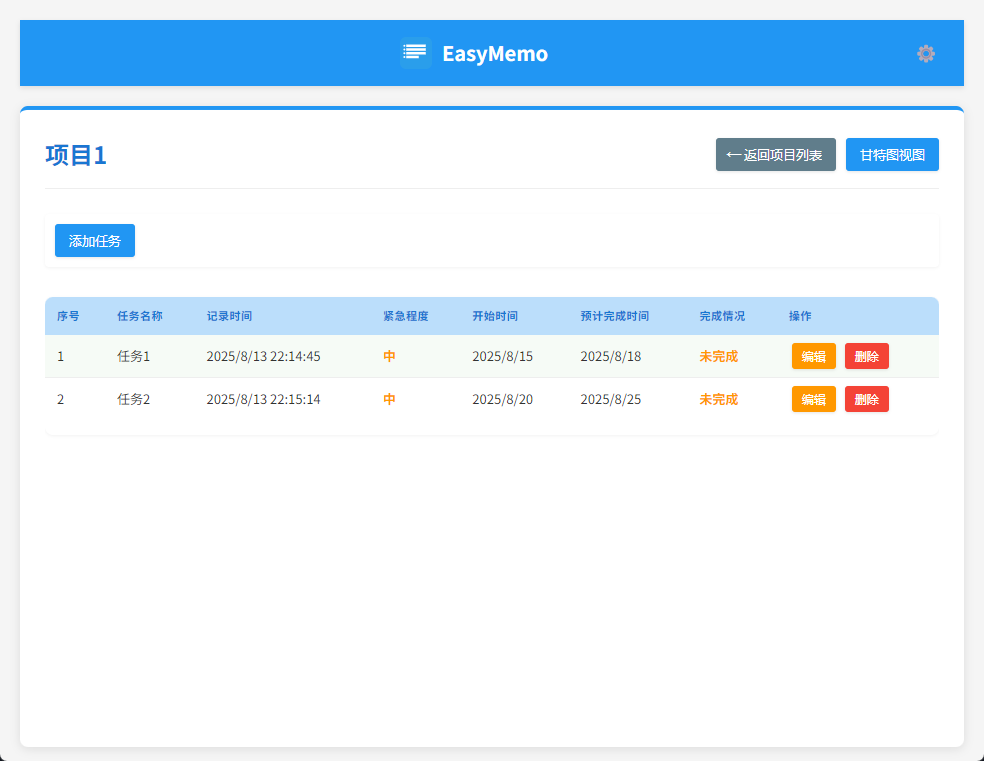 EasyMemo
项目1
←返回项目列表 甘特图视图
添加任务
序号 任务名称 记录时间 紧急程度 开始时间 预计完成时间 完成情况 操作
1 任务1 2025/8/13 22:14:45 中 2025/8/15 2025/8/18 未完成 编辑 删除
2 任务2 2025/8/13 22:15:14 中 2025/8/20 2025/8/25 未完成 编辑 删除